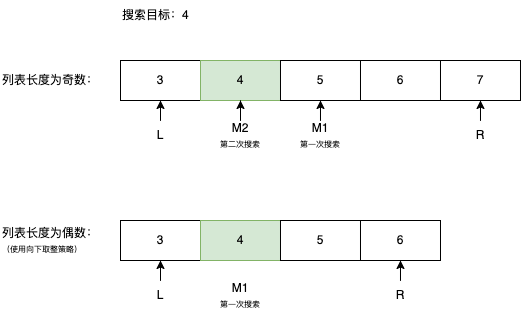 搜索目标：4
列表长度为奇数：
3 4 5 6 7
L M2 M1 R
第二次搜索 第一次搜索
列表长度为偶数：
（使用向下取整策略）
3 4 5 6
L M1 R
第一次搜索